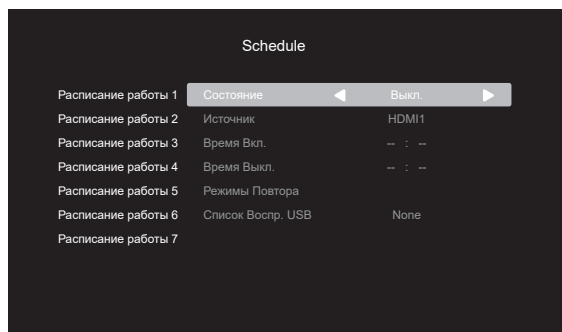 Schedule
Расписание работы 1 Состояние Выкл.
Расписание работы 2 Источник HDMI1
Расписание работы 3 Время Вкл. -- : --
Расписание работы 4 Время Выкл. -- : --
Расписание работы 5 Режимы Повтора
Расписание работы 6 Список Воспр. USB None
Расписание работы 7